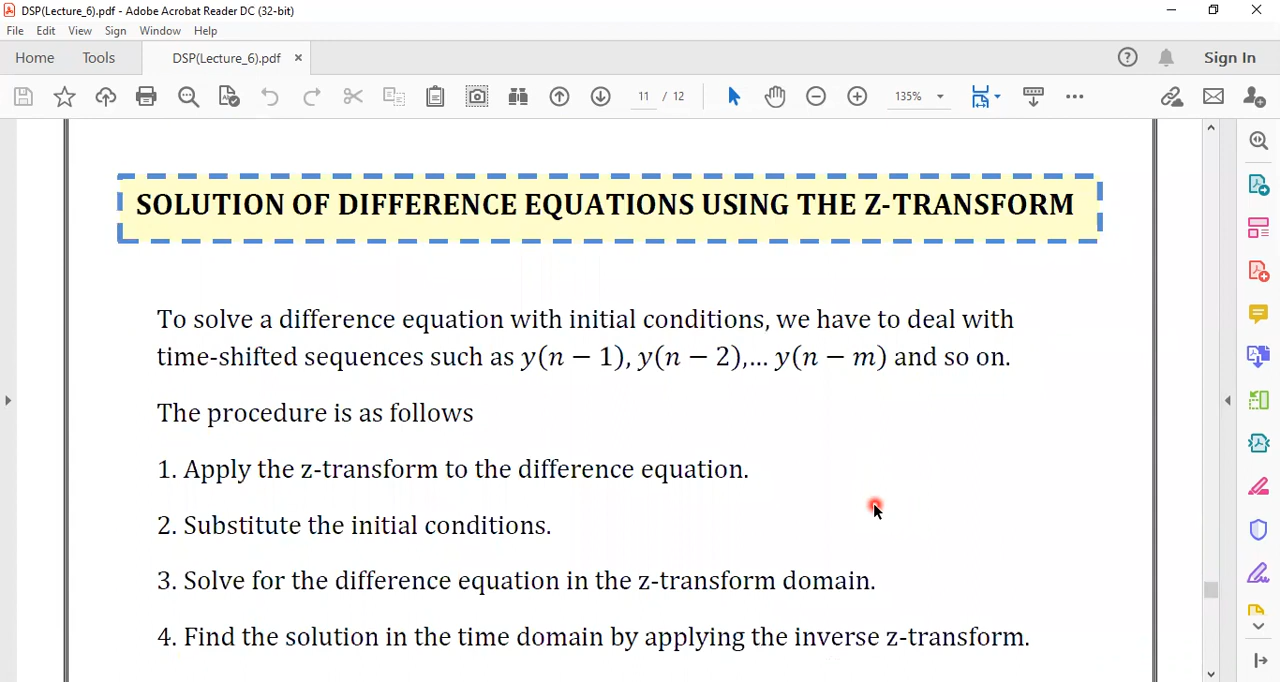 DSP(Lecture_6).pdf - Adobe Acrobat Reader DC (32-bit)
File Edit View Sign Window Help
Home Tools DSP(Lecture_6).pdf × Sign In
11 / 12 135%
SOLUTION OF DIFFERENCE EQUATIONS USING THE Z-TRANSFORM
To solve a difference equation with initial conditions, we have to deal with
time-shifted sequences such as y(n − 1), y(n − 2),... y(n − m) and so on.
The procedure is as follows
1. Apply the z-transform to the difference equation.
2. Substitute the initial conditions.
3. Solve for the difference equation in the z-transform domain.
4. Find the solution in the time domain by applying the inverse z-transform.